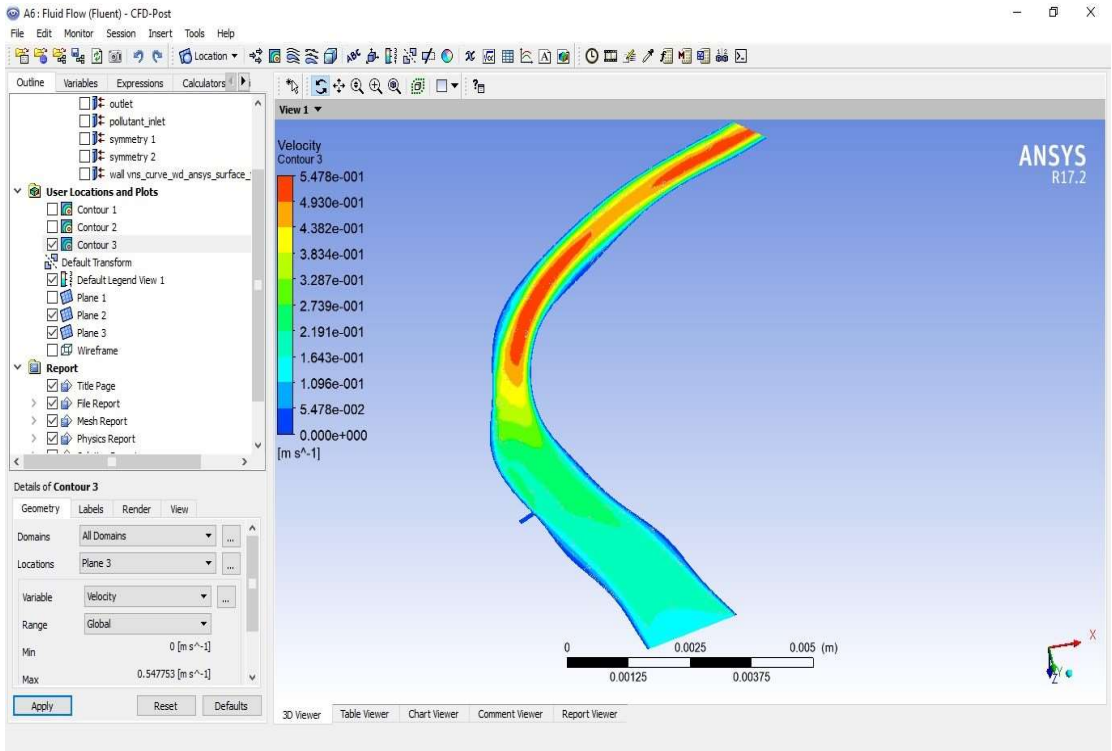 A6 : Fluid Flow (Fluent) - CFD-Post
File Edit Monitor Session Insert Tools Help
Location
Outline Variables Expressions Calculators
outlet
pollutant_inlet
symmetry 1
symmetry 2
wall vns_curve_wd_ansys_surface_
User Locations and Plots
Contour 1
Contour 2
Contour 3
Default Transform
Default Legend View 1
Plane 1
Plane 2
Plane 3
Wireframe
Report
Title Page
File Report
Mesh Report
Physics Report
Details of Contour 3
Geometry Labels Render View
Domains All Domains ...
Locations Plane 3 ...
Variable Velocity ...
Range Global
Min 0 [m s^-1]
Max 0.547753 [m s^-1]
Apply Reset Defaults
View 1
Velocity
Contour 3
5.478e-001
4.930e-001
4.382e-001
3.834e-001
3.287e-001
2.739e-001
2.191e-001
1.643e-001
1.096e-001
5.478e-002
0.000e+000
[m s^-1]
ANSYS
R17.2
0 0.0025 0.005 (m)
0.00125 0.00375
X
Y
Z
3D Viewer Table Viewer Chart Viewer Comment Viewer Report Viewer